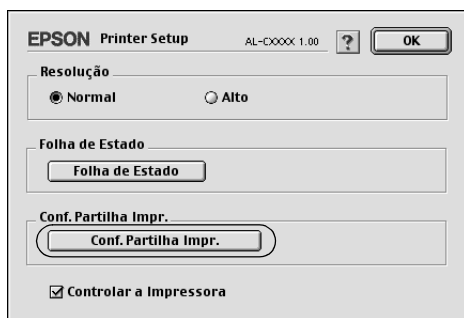 EPSON Printer Setup AL-CXXXX 1.00 ? OK
Resolução
Normal Alto
Folha de Estado
Folha de Estado
Conf. Partilha Impr.
Conf. Partilha Impr.
Controlar a Impressora